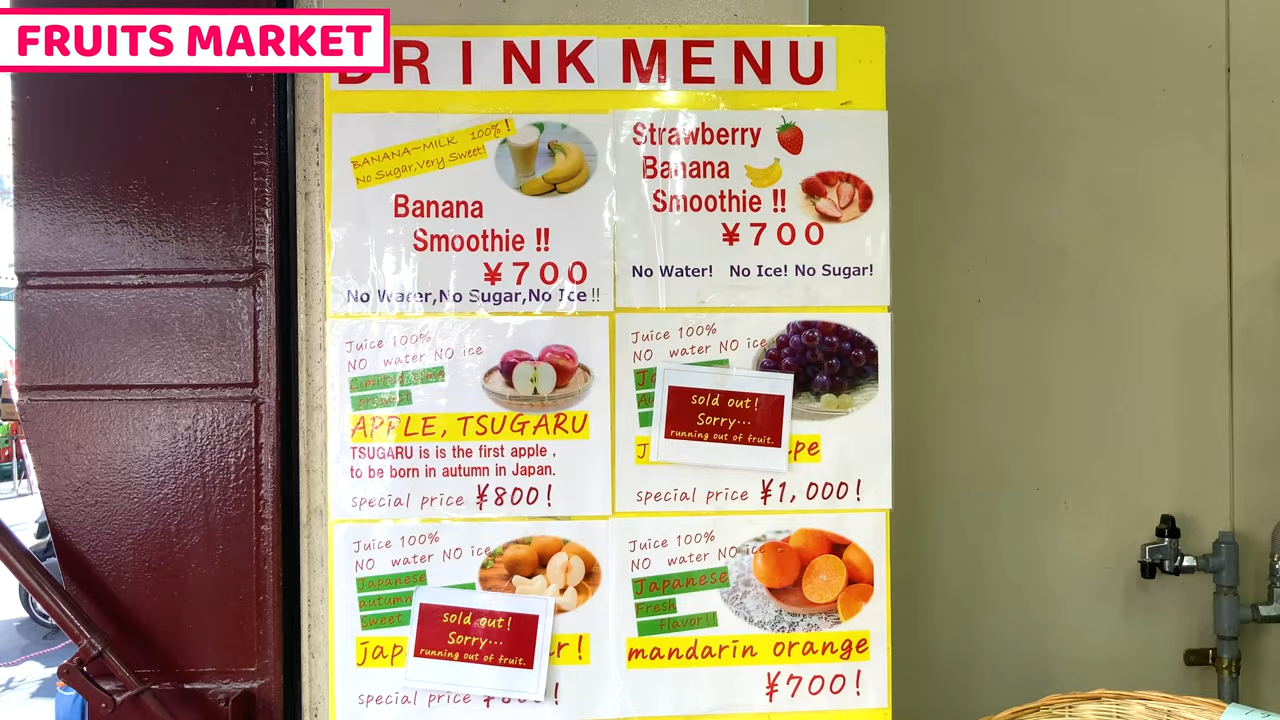 FRUITS MARKET
DRINK MENU
BANANA~MILK 100%!
No Sugar,Very Sweet!
Banana
Smoothie !!
¥700
No Water,No Sugar,No Ice!!
Strawberry
Banana
Smoothie !!
¥700
No Water! No Ice! No Sugar!
Juice 100%
NO water NO ice
Limited time
APPLE, TSUGARU
TSUGARU is is the first apple ,
to be born in autumn in Japan.
special price ¥800!
Juice 100%
NO water NO ice
sold out!
Sorry…
running out of fruit.
special price ¥1,000!
Juice 100%
NO water NO ice
Japanese
autumn
sweet
sold out!
Sorry…
running out of fruit.
special price
Juice 100%
NO water NO ice
Japanese
Fresh
flavor!!
mandarin orange
¥700!